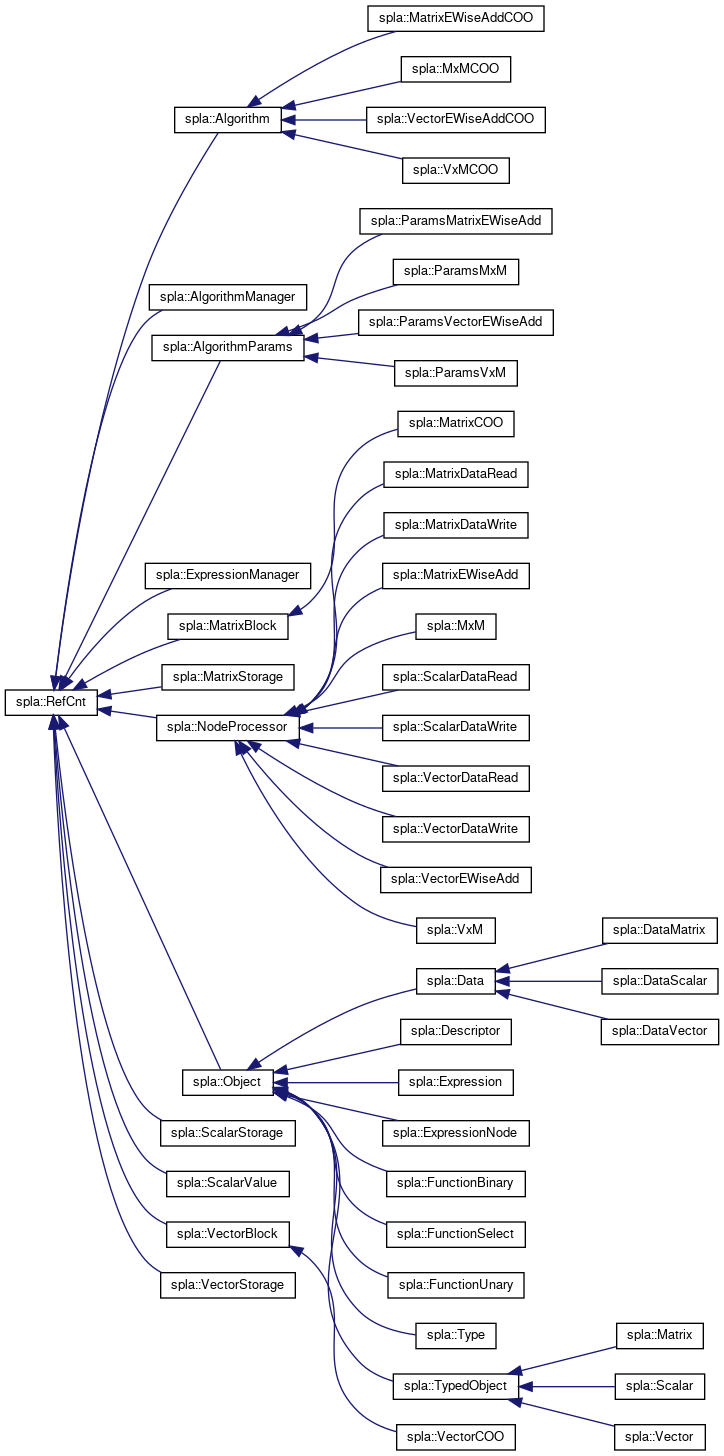 spla::MatrixEWiseAddCOO
spla::MxMCOO
spla::Algorithm
spla::VectorEWiseAddCOO
spla::VxMCOO
spla::ParamsMatrixEWiseAdd
spla::ParamsMxM
spla::AlgorithmManager
spla::ParamsVectorEWiseAdd
spla::AlgorithmParams
spla::ParamsVxM
spla::MatrixCOO
spla::MatrixDataRead
spla::MatrixDataWrite
spla::ExpressionManager
spla::MatrixEWiseAdd
spla::MatrixBlock
spla::MxM
spla::MatrixStorage
spla::ScalarDataRead
spla::RefCnt
spla::NodeProcessor
spla::ScalarDataWrite
spla::VectorDataRead
spla::VectorDataWrite
spla::VectorEWiseAdd
spla::VxM
spla::DataMatrix
spla::Data
spla::DataScalar
spla::DataVector
spla::Descriptor
spla::Object
spla::Expression
spla::ScalarStorage
spla::ExpressionNode
spla::ScalarValue
spla::FunctionBinary
spla::VectorBlock
spla::FunctionSelect
spla::VectorStorage
spla::FunctionUnary
spla::Type
spla::Matrix
spla::TypedObject
spla::Scalar
spla::VectorCOO
spla::Vector